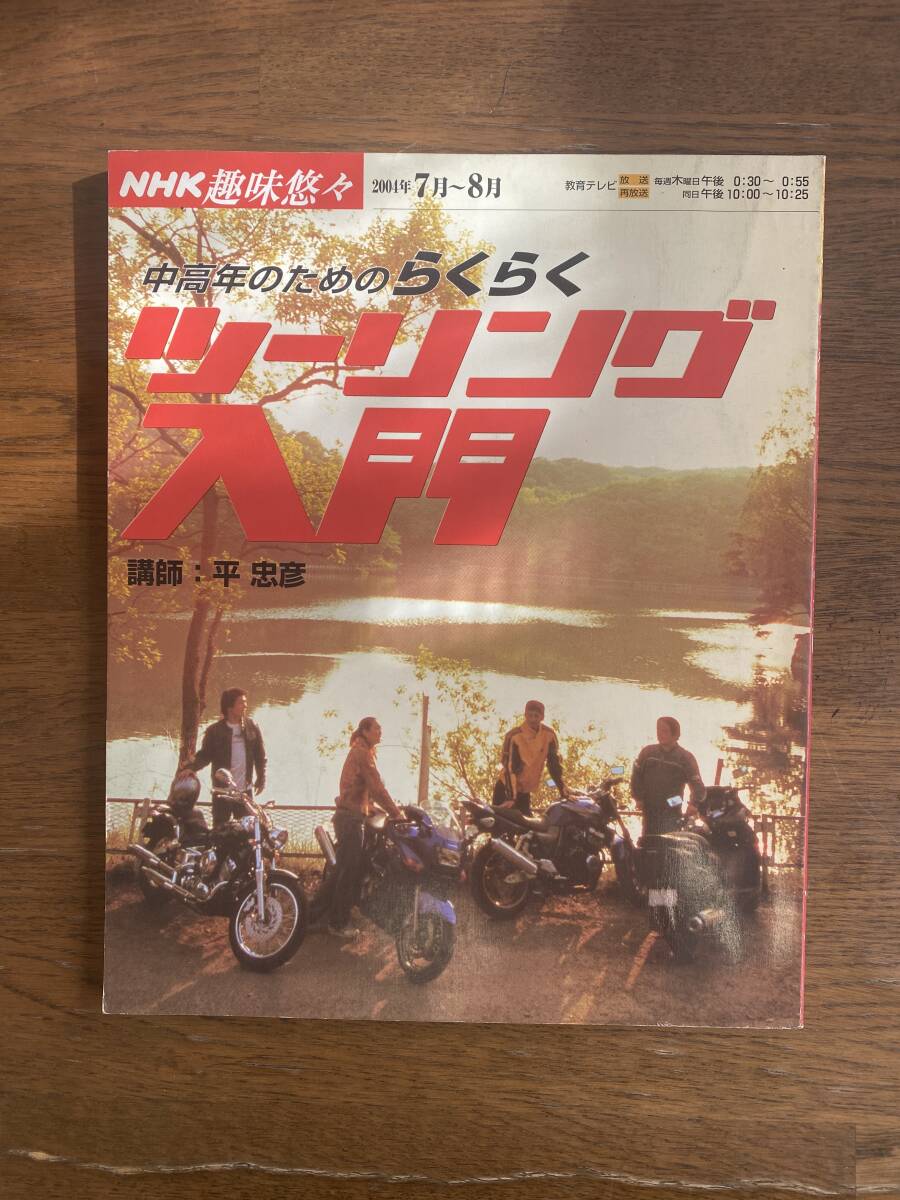 NHK 趣味悠々 2004年 7月～8月
教育テレビ 放送 毎週木曜日午後 0:30～ 0:55
再放送 同日午後 10:00～10:25
中高年のためのらくらく
ツーリング
入門
講師：平 忠彦